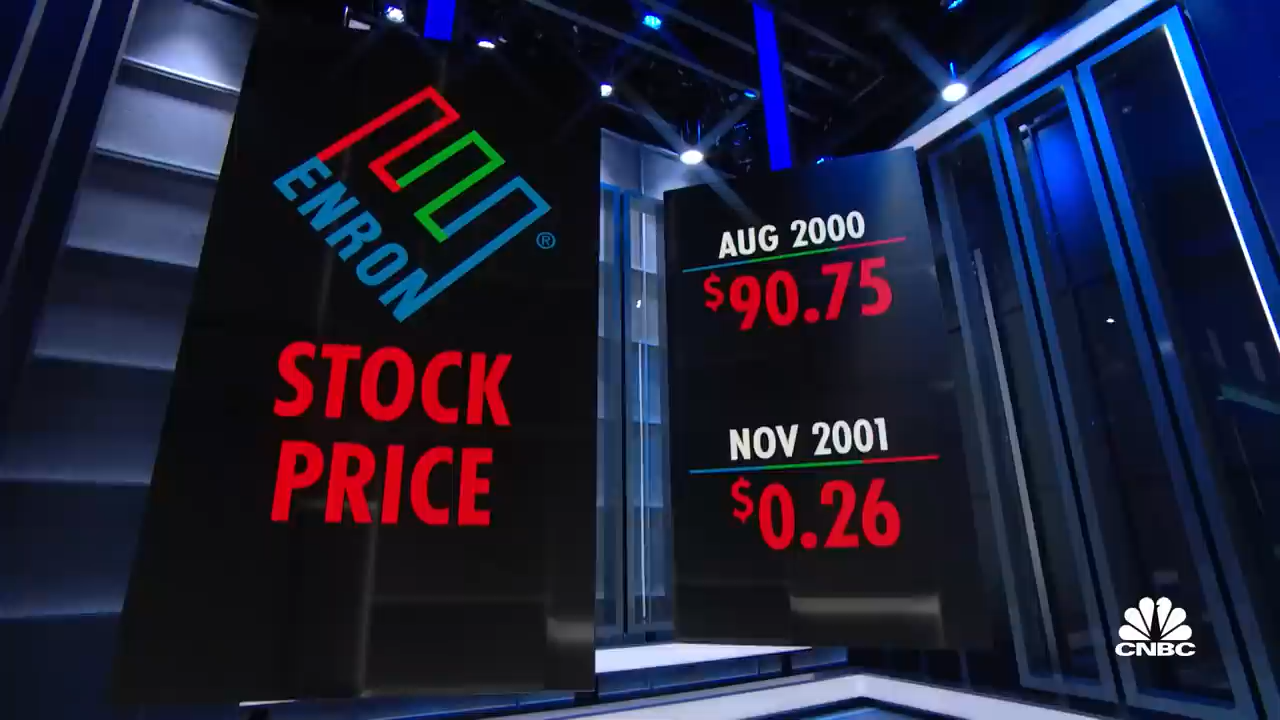 ENRON
®
STOCK
PRICE
AUG 2000
$90.75
NOV 2001
$0.26
CNBC